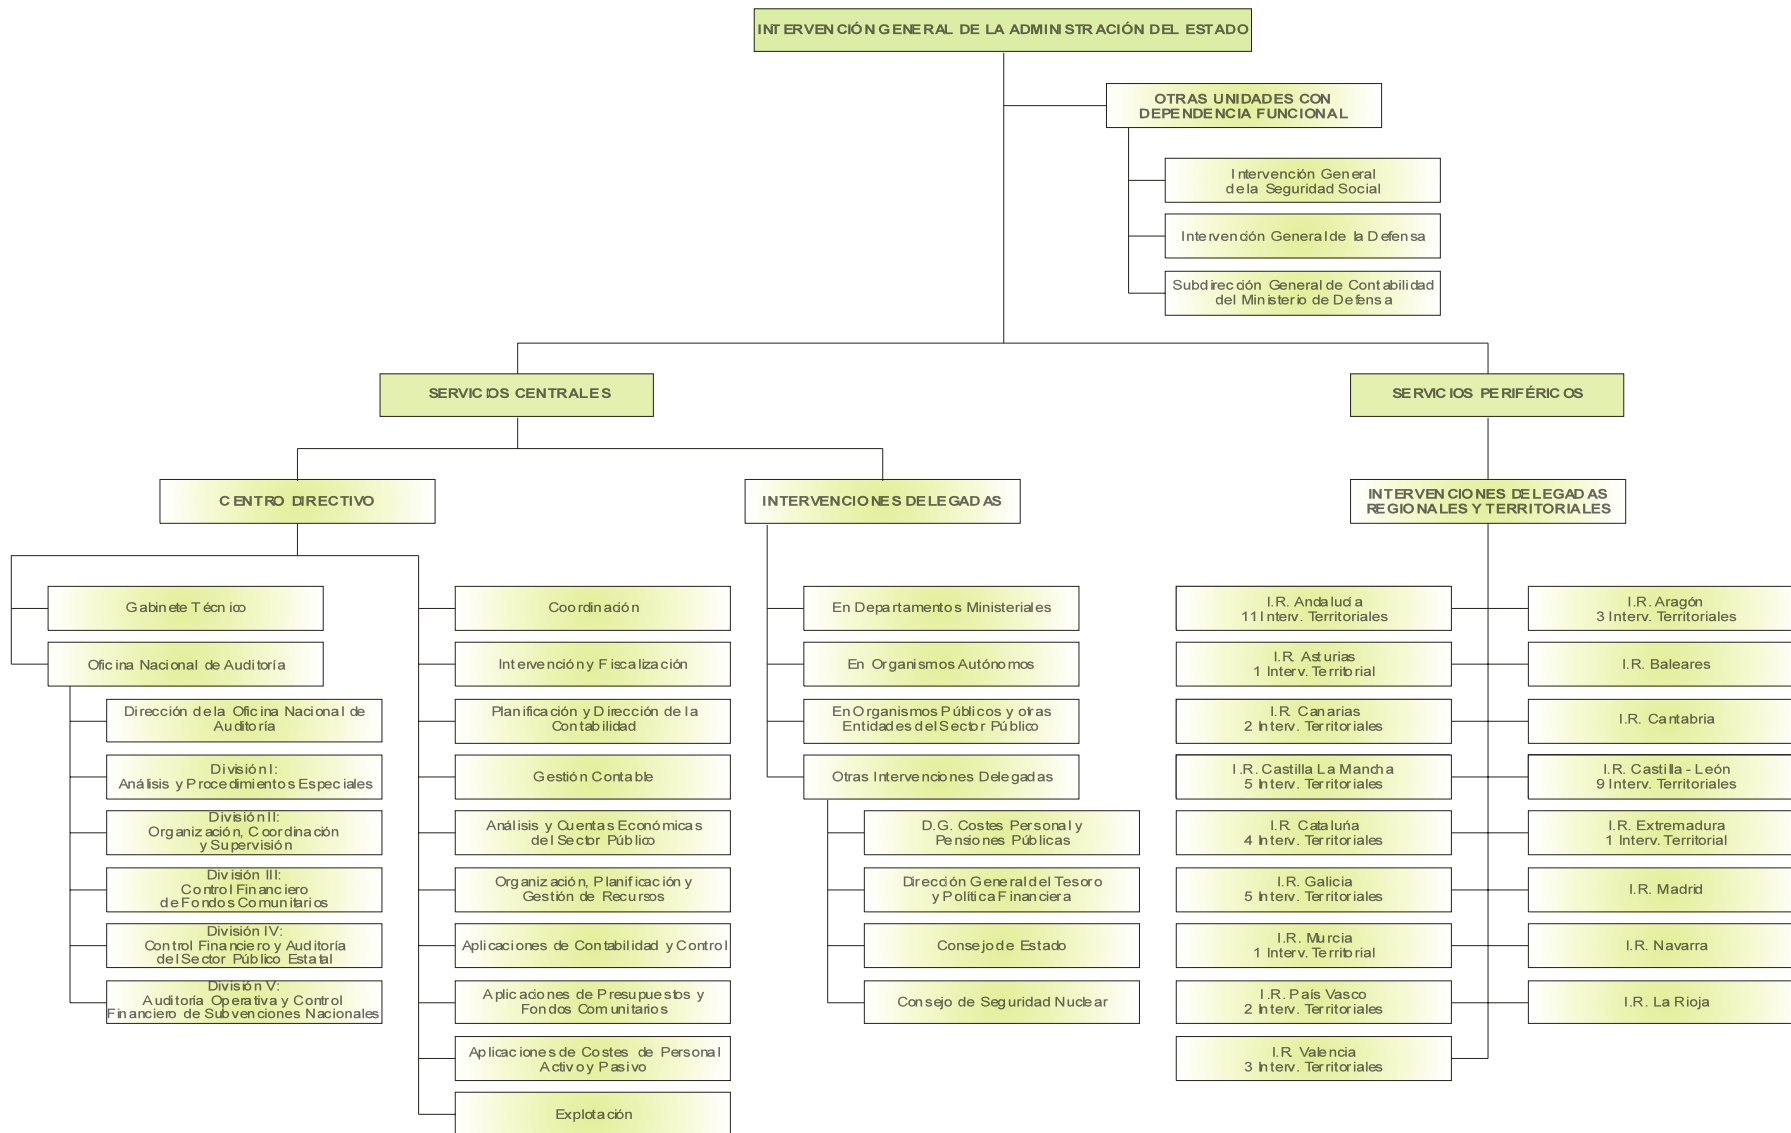 INTERVENCIÓN GENERAL DE LA ADMINISTRACIÓN DEL ESTADO
OTRAS UNIDADES CON
DEPENDENCIA FUNCIONAL
Intervención General
de la Seguridad Social
Intervención General de la Defensa
Subdirección General de Contabilidad
del Ministerio de Defensa
SERVICIOS CENTRALES
SERVICIOS PERIFÉRICOS
CENTRO DIRECTIVO
INTERVENCIONES DELEGADAS
INTERVENCIONES DELEGADAS
REGIONALES Y TERRITORIALES
Gabinete Técnico
Oficina Nacional de Auditoría
Dirección de la Oficina Nacional de
Auditoría
División I:
Análisis y Procedimientos Especiales
División II:
Organización, Coordinación
y Supervisión
División III:
Control Financiero
de Fondos Comunitarios
División IV:
Control Financiero y Auditoría
del Sector Público Estatal
División V:
Auditoría Operativa y Control
Financiero de Subvenciones Nacionales
Coordinación
Intervención y Fiscalización
Planificación y Dirección de la
Contabilidad
Gestión Contable
Análisis y Cuentas Económicas
del Sector Público
Organización, Planificación y
Gestión de Recursos
Aplicaciones de Contabilidad y Control
Aplicaciones de Presupuestos y
Fondos Comunitarios
Aplicaciones de Costes de Personal
Activo y Pasivo
Explotación
En Departamentos Ministeriales
En Organismos Autónomos
En Organismos Públicos y otras
Entidades del Sector Público
Otras Intervenciones Delegadas
D.G. Costes Personal y
Pensiones Públicas
Dirección General del Tesoro
y Política Financiera
Consejo de Estado
Consejo de Seguridad Nuclear
I.R. Andalucía
11 Interv. Territoriales
I.R. Asturias
1 Interv. Territorial
I.R. Canarias
2 Interv. Territoriales
I.R. Castilla La Mancha
5 Interv. Territoriales
I.R. Cataluña
4 Interv. Territoriales
I.R. Galicia
5 Interv. Territoriales
I.R. Murcia
1 Interv. Territorial
I.R. País Vasco
2 Interv. Territoriales
I.R. Valencia
3 Interv. Territoriales
I.R. Aragón
3 Interv. Territoriales
I.R. Baleares
I.R. Cantabria
I.R. Castilla - León
9 Interv. Territoriales
I.R. Extremadura
1 Interv. Territorial
I.R. Madrid
I.R. Navarra
I.R. La Rioja